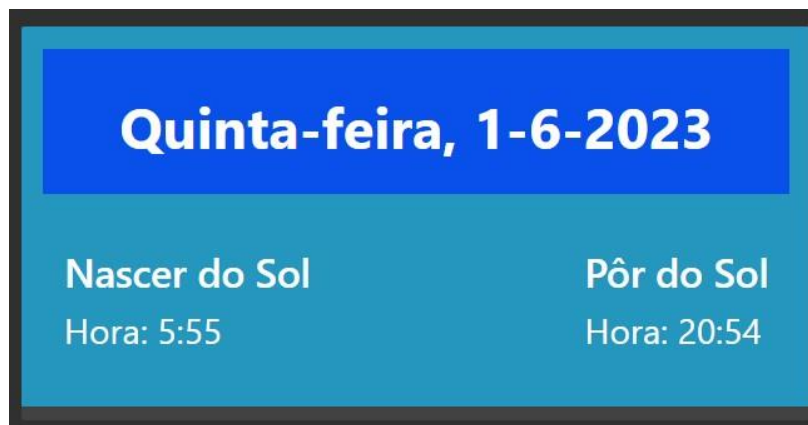 Quinta-feira, 1-6-2023
Nascer do Sol
Hora: 5:55
Pôr do Sol
Hora: 20:54